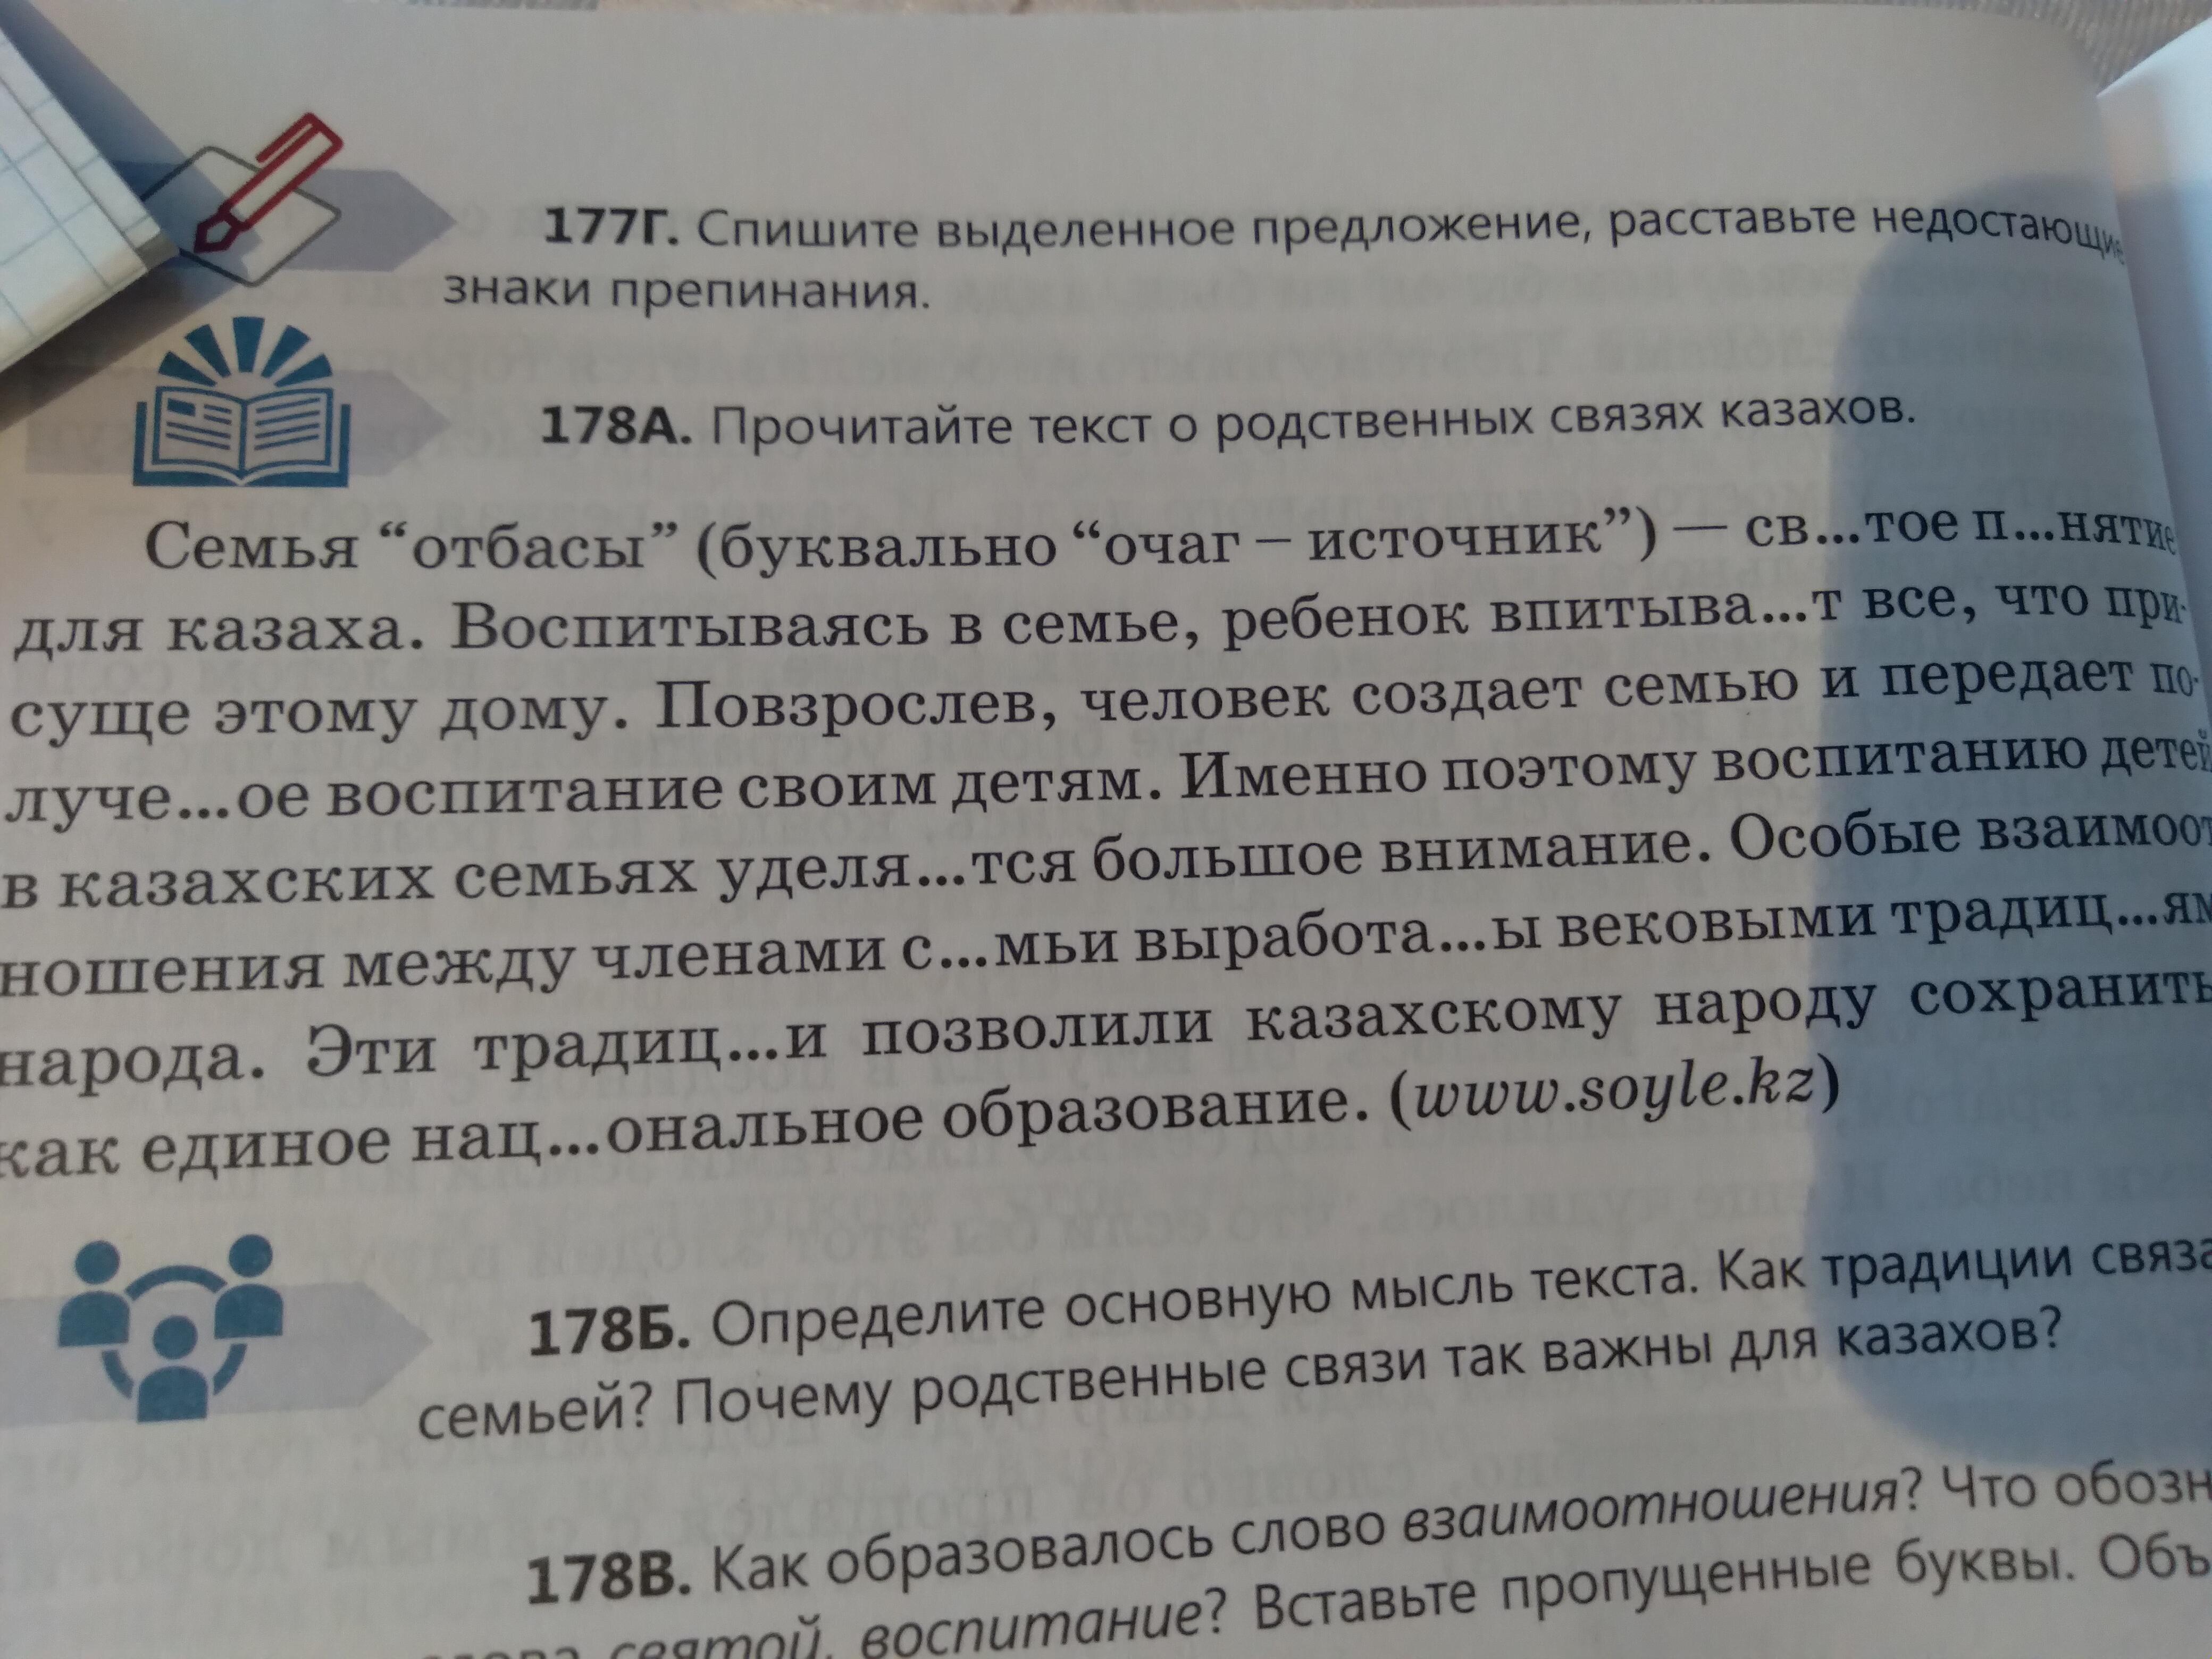 177Г. Спишите выделенное предложение, расставьте недостающие
знаки препинания.
178А. Прочитайте текст о родственных связях казахов.
Семья “отбасы” (буквально “очаг – источник”) — св...тое п...нятие
для казаха. Воспитываясь в семье, ребенок впитыва...т все, что при-
суще этому дому. Повзрослев, человек создает семью и передает по-
луче...ое воспитание своим детям. Именно поэтому воспитанию детей
в казахских семьях уделя...тся большое внимание. Особые взаимоот
ношения между членами с...мьи выработа...ы вековыми традиц...ям
народа. Эти традиц...и позволили казахскому народу сохранить
как единое нац...ональное образование. (www.soyle.kz)
178Б. Определите основную мысль текста. Как традиции связа
семьей? Почему родственные связи так важны для казахов?
178В. Как образовалось слово взаимоотношения? Что обозн
святой, воспитание? Вставьте пропущенные буквы. Объ